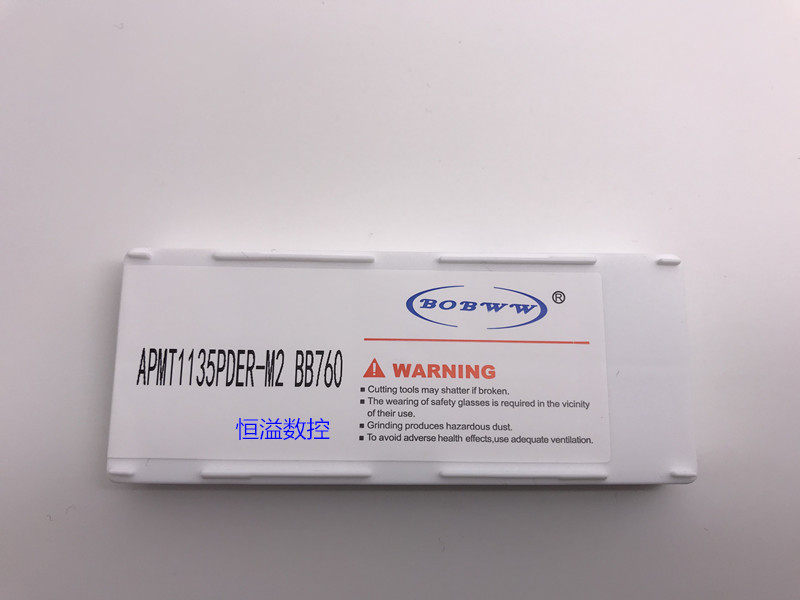 BOBWW®
APMT1135PDER-M2 BB760
恒溢数控
WARNING
■ Cutting tools may shatter if broken.
■ The wearing of safety glasses is required in the vicinity
of their use.
■ Grinding produces hazardous dust.
■ To avoid adverse health effects,use adequate ventilation.